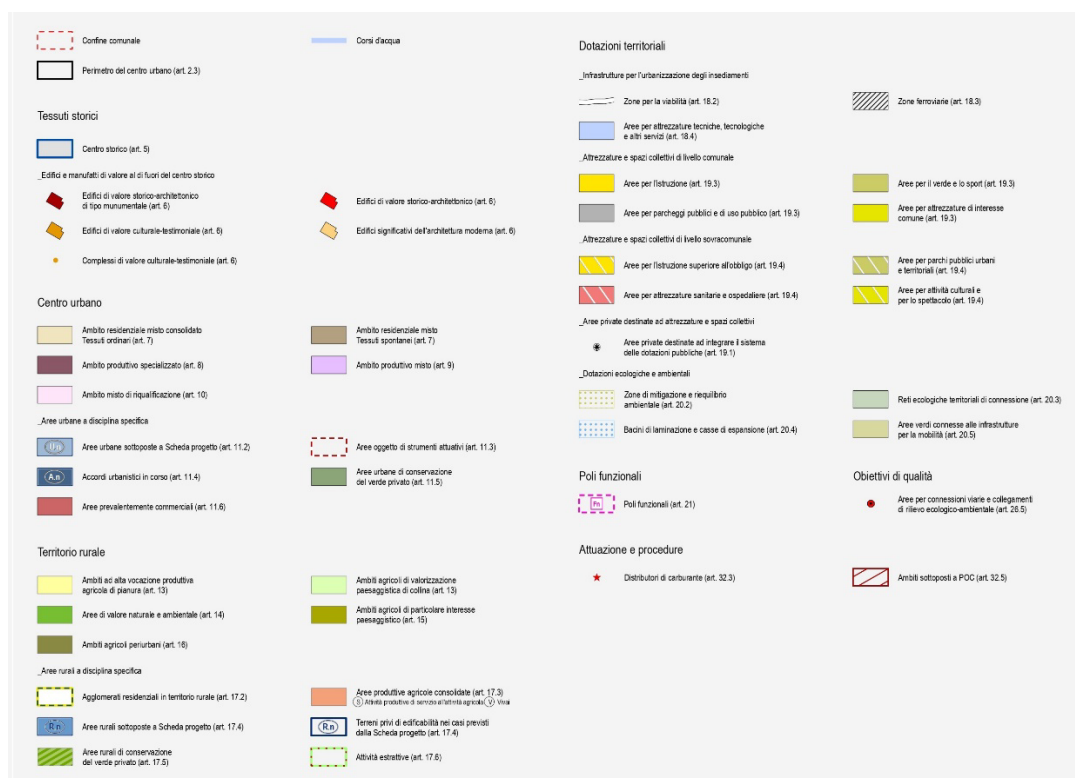 Confine comunale
Corsi d'acqua
Perimetro del centro urbano (art. 2.3)
Tessuti storici
Centro storico (art. 5)
_Edifici e manufatti di valore al di fuori del centro storico
Edifici di valore storico-architettonico
di tipo munumentale (art. 6)
Edifici di valore storico-architettonico (art. 6)
Edifici di valore culturale-testimoniale (art. 6)
Edifici significativi dell'architettura moderna (art. 6)
Complessi di valore culturale-testimoniale (art. 6)
Centro urbano
Ambito residenziale misto consolidato
Tessuti ordinari (art. 7)
Ambito residenziale misto
Tessuti spontanei (art. 7)
Ambito produttivo specializzato (art. 8)
Ambito produttivo misto (art. 9)
Ambito misto di riqualificazione (art. 10)
_Aree urbane a disciplina specifica
U.n
Aree urbane sottoposte a Scheda progetto (art. 11.2)
Aree oggetto di strumenti attuativi (art. 11.3)
A.n
Accordi urbanistici in corso (art. 11.4)
Aree urbane di conservazione
del verde privato (art. 11.5)
Aree prevalentemente commerciali (art. 11.6)
Territorio rurale
Ambiti ad alta vocazione produttiva
agricola di pianura (art. 13)
Ambiti agricoli di valorizzazione
paesaggistica di collina (art. 13)
Aree di valore naturale e ambientale (art. 14)
Ambiti agricoli di particolare interesse
paesaggistico (art. 15)
Ambiti agricoli periurbani (art. 16)
_Aree rurali a disciplina specifica
Agglomerati residenziali in territorio rurale (art. 17.2)
Aree produttive agricole consolidate (art. 17.3)
S Attività produttive di servizio all'attività agricola V Vivai
R.n
Aree rurali sottoposte a Scheda progetto (art. 17.4)
R.n
Terreni privi di edificabilità nei casi previsti
dalla Scheda progetto (art. 17.4)
Aree rurali di conservazione
del verde privato (art. 17.5)
Attività estrattive (art. 17.6)
Dotazioni territoriali
_Infrastrutture per l'urbanizzazione degli insediamenti
Zone per la viabilità (art. 18.2)
Zone ferroviarie (art. 18.3)
Aree per attrezzature tecniche, tecnologiche
e altri servizi (art. 18.4)
_Attrezzature e spazi collettivi di livello comunale
Aree per l'istruzione (art. 19.3)
Aree per il verde e lo sport (art. 19.3)
Aree per parcheggi pubblici e di uso pubblico (art. 19.3)
Aree per attrezzature di interesse
comune (art. 19.3)
_Attrezzature e spazi collettivi di livello sovracomunale
Aree per l'istruzione superiore all'obbligo (art. 19.4)
Aree per parchi pubblici urbani
e territoriali (art. 19.4)
Aree per attrezzature sanitarie e ospedaliere (art. 19.4)
Aree per attività culturali e
per lo spettacolo (art. 19.4)
_Aree private destinate ad attrezzature e spazi collettivi
Aree private destinate ad integrare il sistema
delle dotazioni pubbliche (art. 19.1)
_Dotazioni ecologiche e ambientali
Zone di mitigazione e riequilibrio
ambientale (art. 20.2)
Reti ecologiche territoriali di connessione (art. 20.3)
Bacini di laminazione e casse di espansione (art. 20.4)
Aree verdi connesse alle infrastrutture
per la mobilità (art. 20.5)
Poli funzionali
Fn
Poli funzionali (art. 21)
Obiettivi di qualità
Aree per connessioni viarie e collegamenti
di rilievo ecologico-ambientale (art. 26.5)
Attuazione e procedure
Distributori di carburante (art. 32.3)
Ambiti sottoposti a POC (art. 32.5)